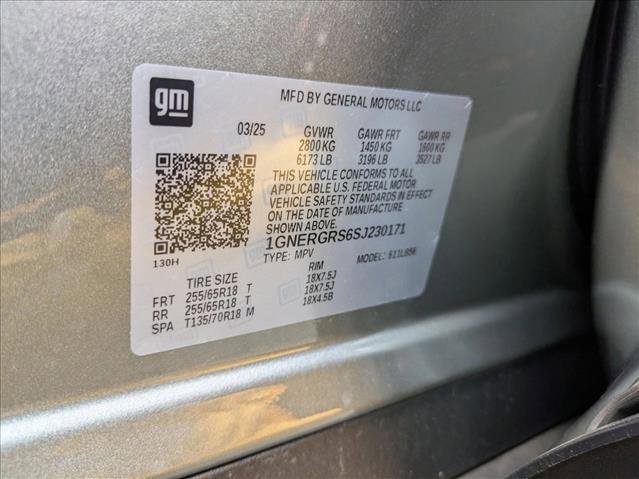 gm
MFD BY GENERAL MOTORS LLC
03/25 GVWR GAWR FRT GAWR RR
2800 KG 1450 KG 1600 KG
6173 LB 3196 LB 3527 LB
THIS VEHICLE CONFORMS TO ALL
APPLICABLE U.S. FEDERAL MOTOR
VEHICLE SAFETY STANDARDS IN EFFECT
ON THE DATE OF MANUFACTURE
SHOWN ABOVE.
1GNERGRS6SJ230171
130H
TYPE: MPV MODEL: 611LB56
TIRE SIZE RIM
FRT 255/65R18 T 18X7.5J
RR 255/65R18 T 18X7.5J
SPA T135/70R18 M 18X4.5B